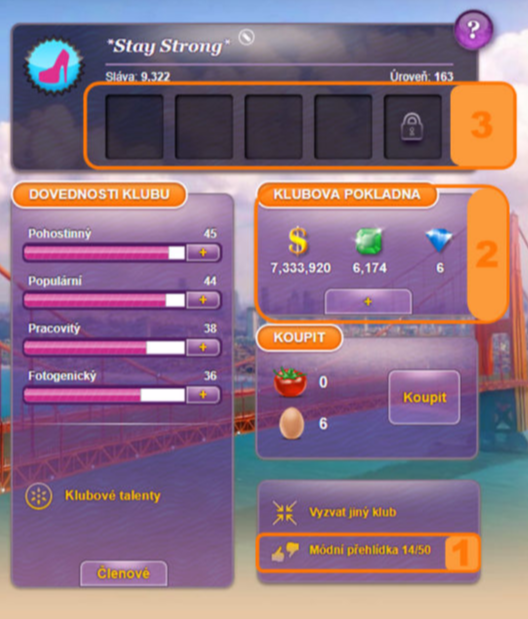 ?
*Stay Strong*
Sláva: 9,322 Úroveň: 163
3
DOVEDNOSTI KLUBU
Pohostinný 45
+
Populární 44
+
Pracovitý 38
+
Fotogenický 36
+
Klubové talenty
Členové
KLUBOVA POKLADNA
$
7,333,920 6,174 6
+
2
KOUPIT
0
6
Koupit
Vyzvat jiný klub
Módní přehlídka 14/50
1